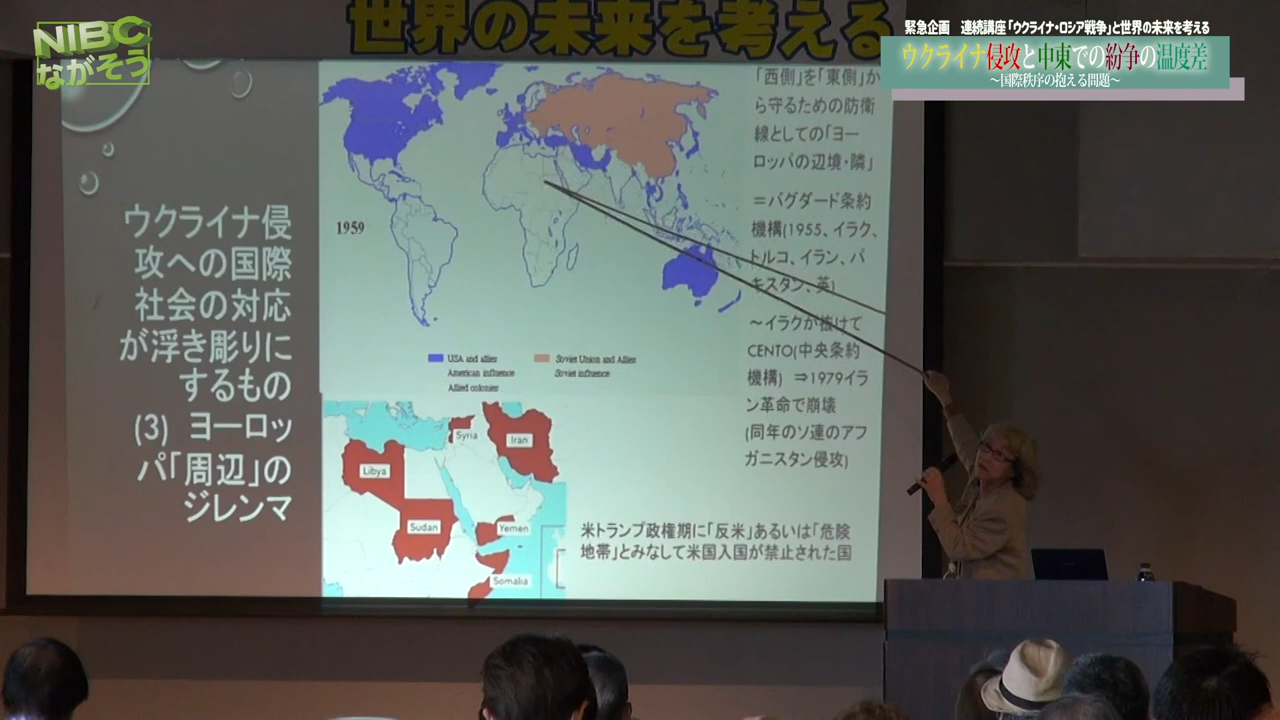 世界の未来を考える
NIBC
ながそう
緊急企画 連続講座「ウクライナ・ロシア戦争」と世界の未来を考える
ウクライナ侵攻と中東での紛争の温度差
～国際秩序の抱える問題～
ウクライナ侵
攻への国際
社会の対応
が浮き彫りに
するもの
(3) ヨーロッ
パ「周辺」の
ジレンマ
1959
USA and allies
American influence
Allied colonies
Soviet Union and Allies
Soviet influence
「西側」を「東側」か
ら守るための防衛
線としての「ヨー
ロッパの辺境・隣」
＝バグダード条約
機構(1955、イラク、
トルコ、イラン、パ
キスタン、英)
～イラクが抜けて
CENTO(中央条約
機構) ⇒1979イラ
ン革命で崩壊
(同年のソ連のアフ
ガニスタン侵攻)
Syria
Iran
Libya
Sudan
Yemen
Somalia
米トランプ政権期に「反米」あるいは「危険
地帯」とみなして米国入国が禁止された国